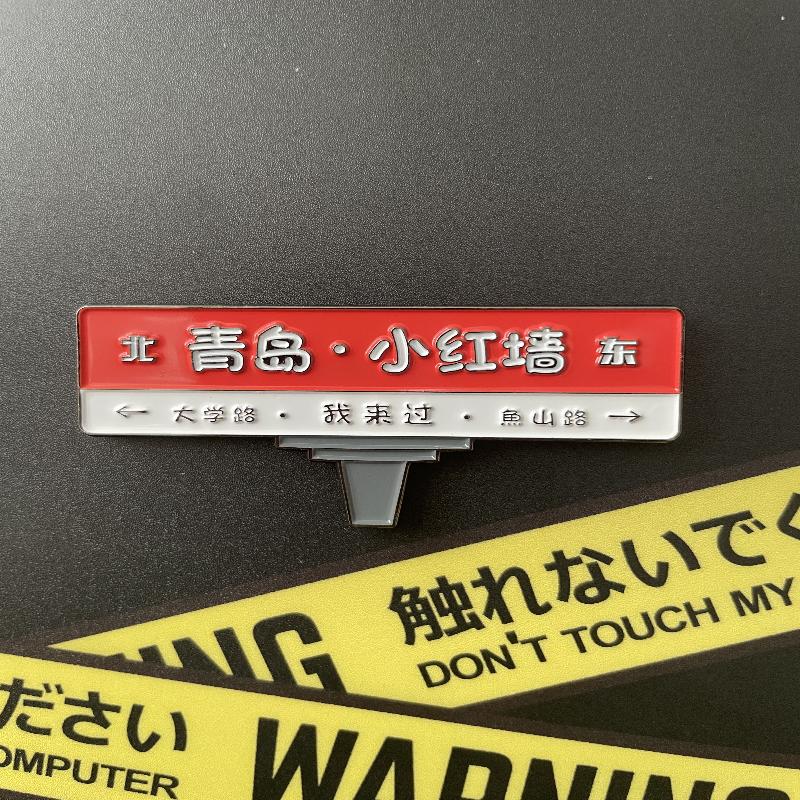 北 青岛·小红墙 东
← 大学路 · 我来过 · 魚山路 →
触れないでく
DON'T TOUCH MY
NING
ださい
OMPUTER
WARNING